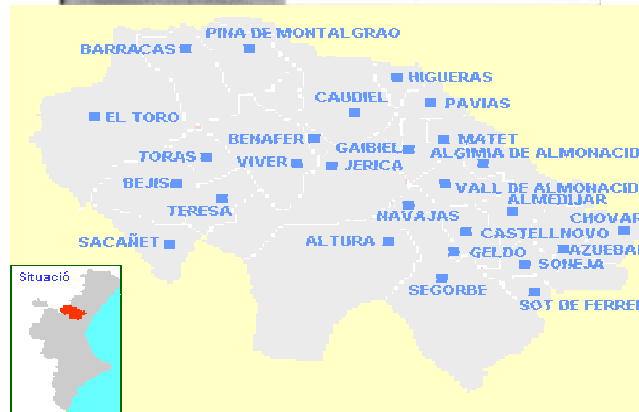 PINA DE MONTALGRAO
BARRACAS
HIGUERAS
CAUDIEL
PAVIAS
EL TORO
BENAFER
MATET
GAIBIEL
ALGIMIA DE ALMONACID
TORAS
VIVER
JERICA
BEJIS
VALL DE ALMONACID
ALMEDIJAR
TERESA
NAVAJAS
CHOVAR
CASTELLNOVO
SACAÑET
ALTURA
GELDO
AZUEBAR
SONEJA
Situació
SEGORBE
SOT DE FERRER